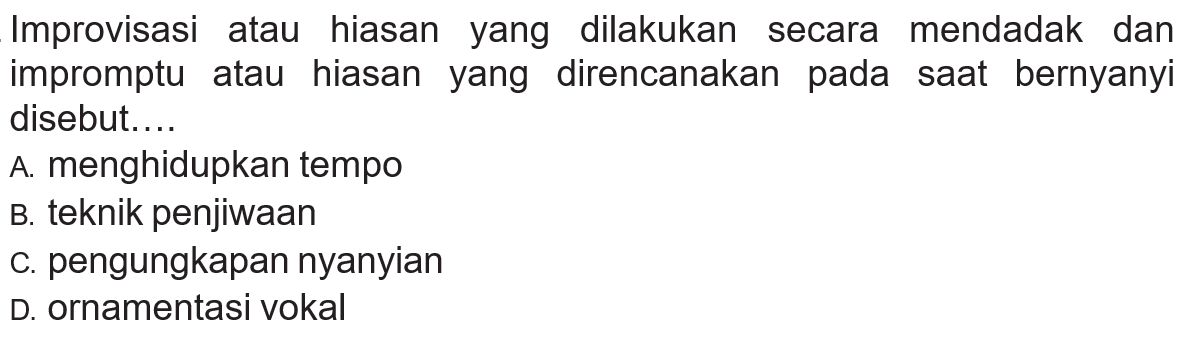 Improvisasi atau hiasan yang dilakukan secara mendadak dan
impromptu atau hiasan yang direncanakan pada saat bernyanyi
disebut....
A. menghidupkan tempo
B. teknik penjiwaan
C. pengungkapan nyanyian
D. ornamentasi vokal